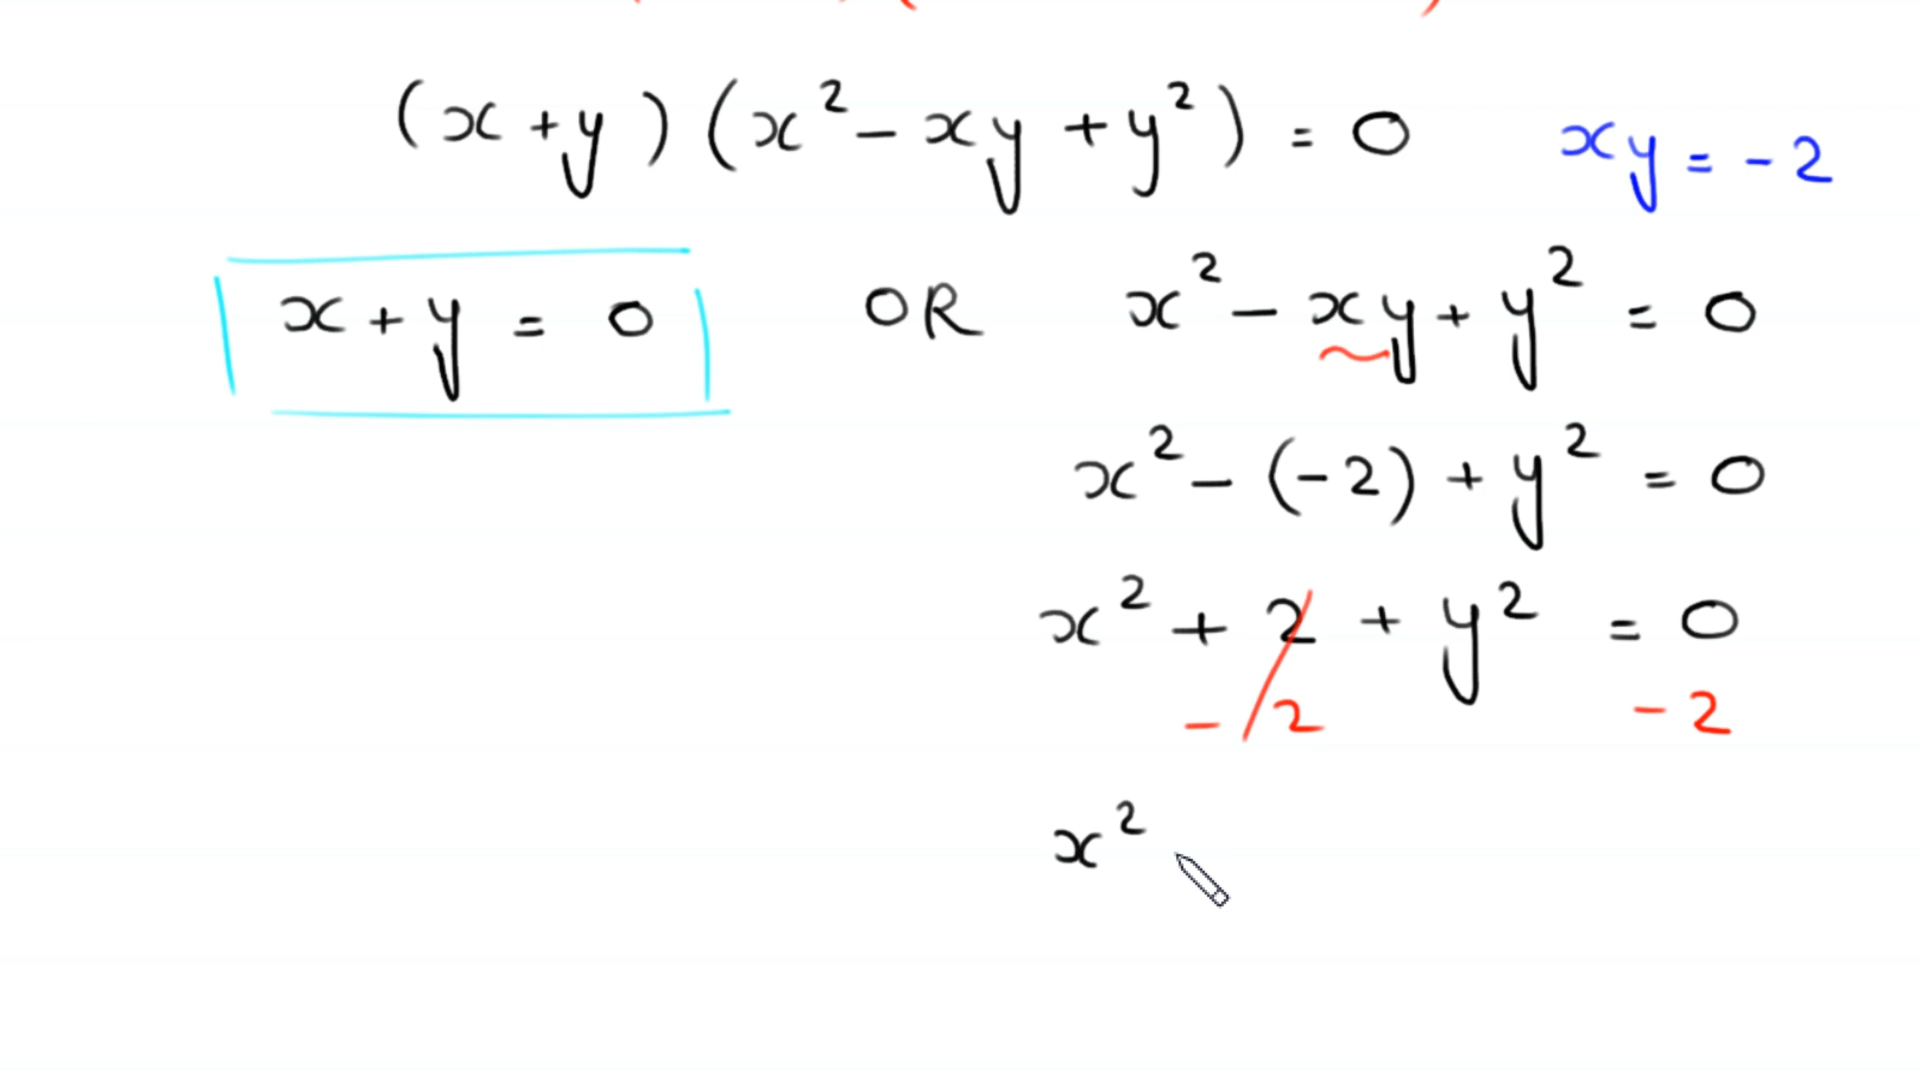 (x+y)(x²-xy+y²)=0 xy=-2
x+y=0 OR x²-xy+y²=0
x²-(-2)+y²=0
x²+2+y²=0
-2 -2
x²